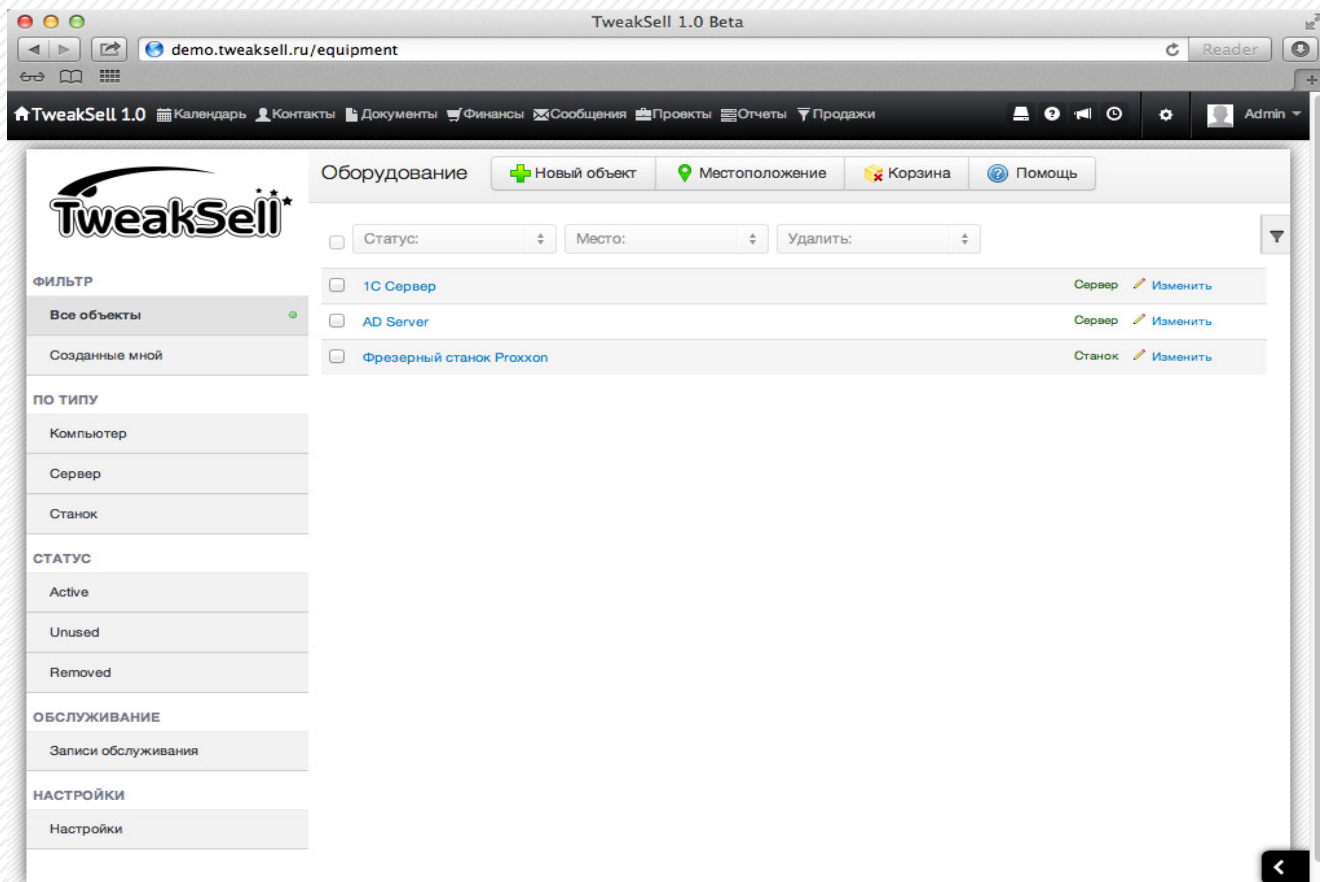 TweakSell 1.0 Beta
demo.tweaksell.ru/equipment
Reader
TweakSell 1.0 Календарь Контакты Документы Финансы Сообщения Проекты Отчеты Продажи Admin
TweakSell
Оборудование Новый объект Местоположение Корзина Помощь
Статус: Место: Удалить:
ФИЛЬТР
Все объекты
Созданные мной
ПО ТИПУ
Компьютер
Сервер
Станок
СТАТУС
Active
Unused
Removed
ОБСЛУЖИВАНИЕ
Записи обслуживания
НАСТРОЙКИ
Настройки
1С Сервер Сервер Изменить
AD Server Сервер Изменить
Фрезерный станок Proxxon Станок Изменить